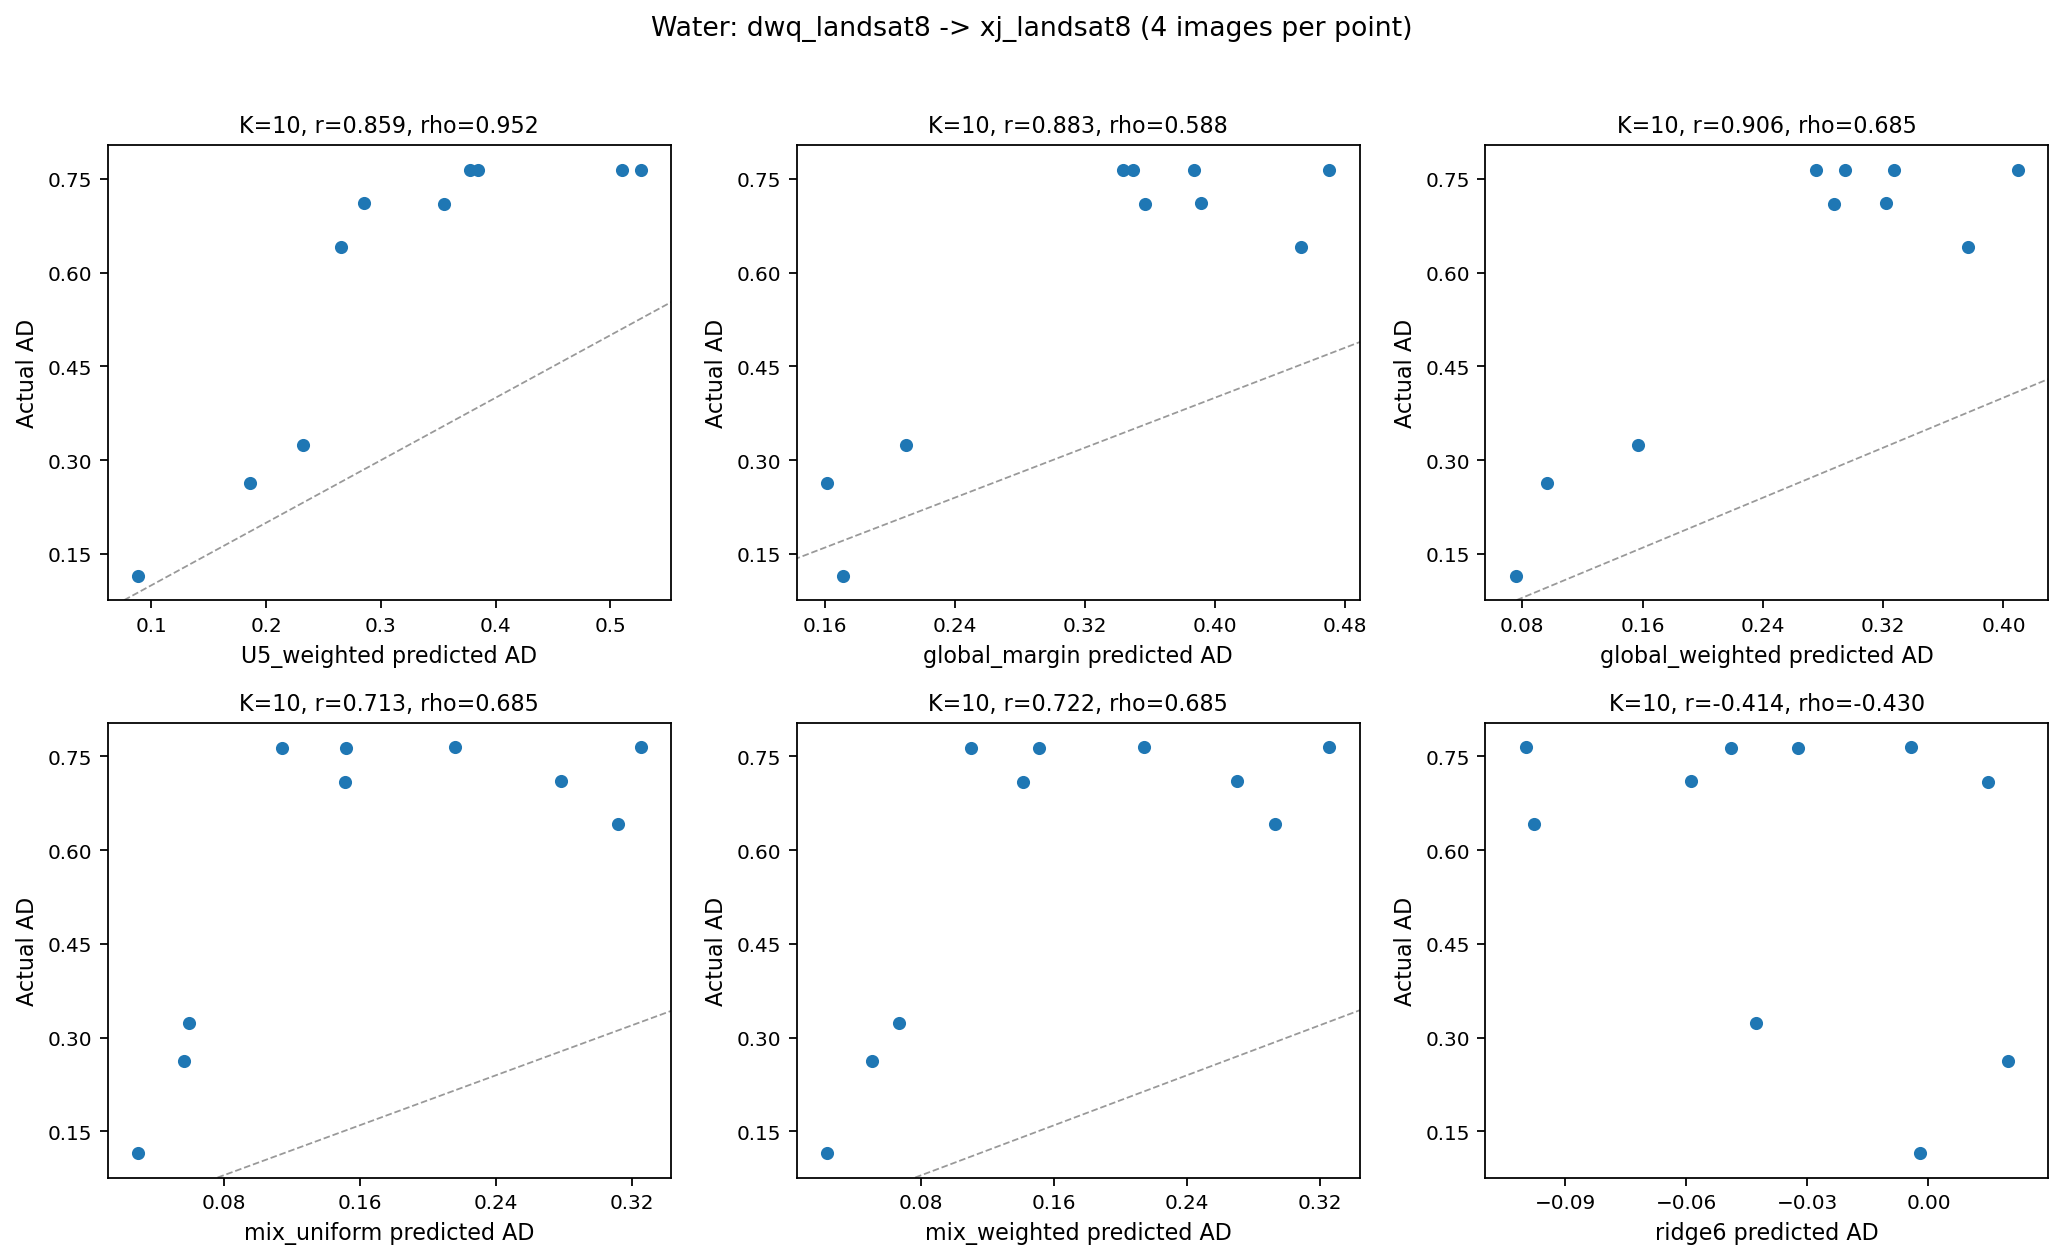 Water: dwq_landsat8 -> xj_landsat8 (4 images per point)
K=10, r=0.859, rho=0.952
0.75
0.60
0.45
0.30
0.15
Actual AD
0.1 0.2 0.3 0.4 0.5
U5_weighted predicted AD
K=10, r=0.883, rho=0.588
0.75
0.60
0.45
0.30
0.15
Actual AD
0.16 0.24 0.32 0.40 0.48
global_margin predicted AD
K=10, r=0.906, rho=0.685
0.75
0.60
0.45
0.30
0.15
Actual AD
0.08 0.16 0.24 0.32 0.40
global_weighted predicted AD
K=10, r=0.713, rho=0.685
0.75
0.60
0.45
0.30
0.15
Actual AD
0.08 0.16 0.24 0.32
mix_uniform predicted AD
K=10, r=0.722, rho=0.685
0.75
0.60
0.45
0.30
0.15
Actual AD
0.08 0.16 0.24 0.32
mix_weighted predicted AD
K=10, r=-0.414, rho=-0.430
0.75
0.60
0.45
0.30
0.15
Actual AD
−0.09 −0.06 −0.03 0.00
ridge6 predicted AD